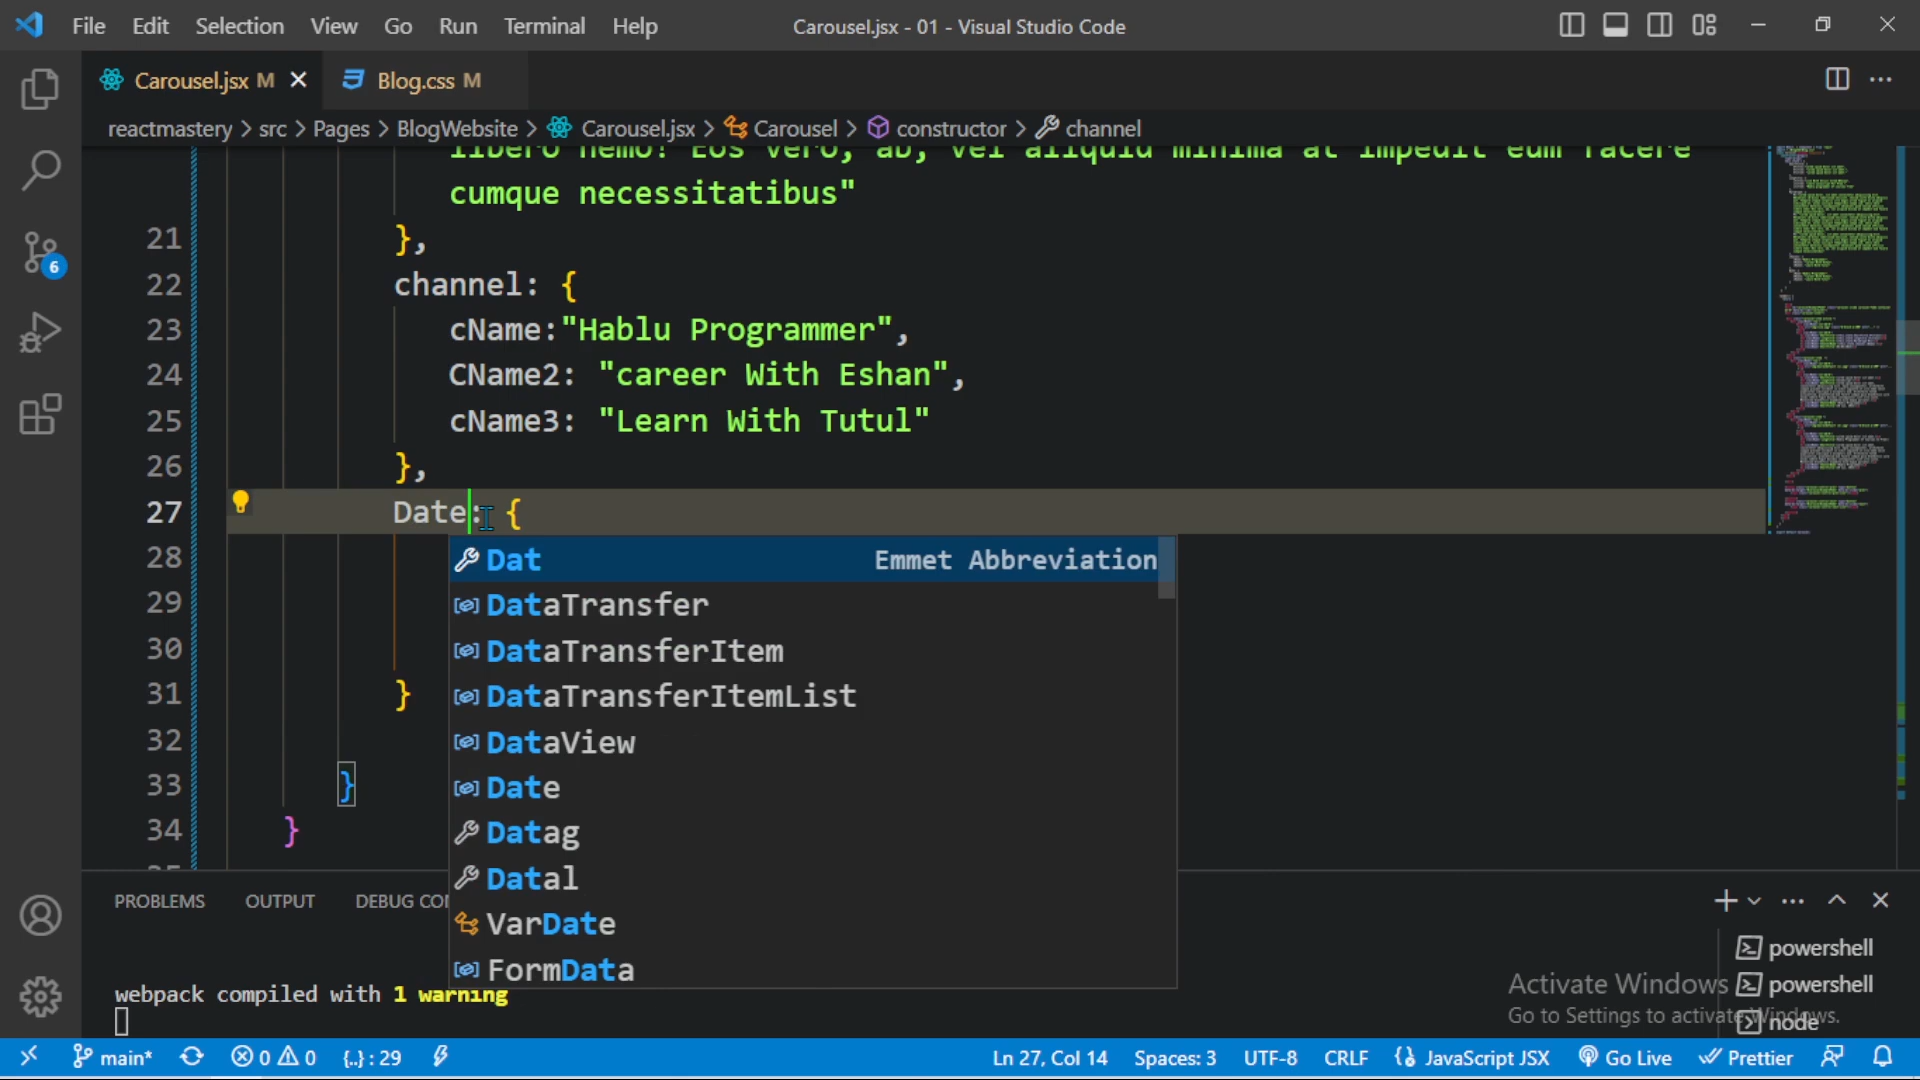 File Edit Selection View Go Run Terminal Help Carousel.jsx - 01 - Visual Studio Code
Carousel.jsx M Blog.css M
reactmastery > src > Pages > BlogWebsite > Carousel.jsx > Carousel > constructor > channel
libero nemo! Eos vero, ab, vel aliquid minima at impedit eum facere
cumque necessitatibus"
21 },
22 channel: {
23 cName:"Hablu Programmer",
24 CName2: "career With Eshan",
25 cName3: "Learn With Tutul"
26 },
27 Date: {
28 Dat Emmet Abbreviation
29 DataTransfer
30 DataTransferItem
31 } DataTransferItemList
32 DataView
33 } Date
34 } Datag
Datal
PROBLEMS OUTPUT DEBUG CO VarDate
FormData
webpack compiled with 1 warning
powershell
powershell
node
Activate Windows
Go to Settings to activate Windows.
6
main* 0 0 {..} : 29 Ln 27, Col 14 Spaces: 3 UTF-8 CRLF JavaScript JSX Go Live Prettier